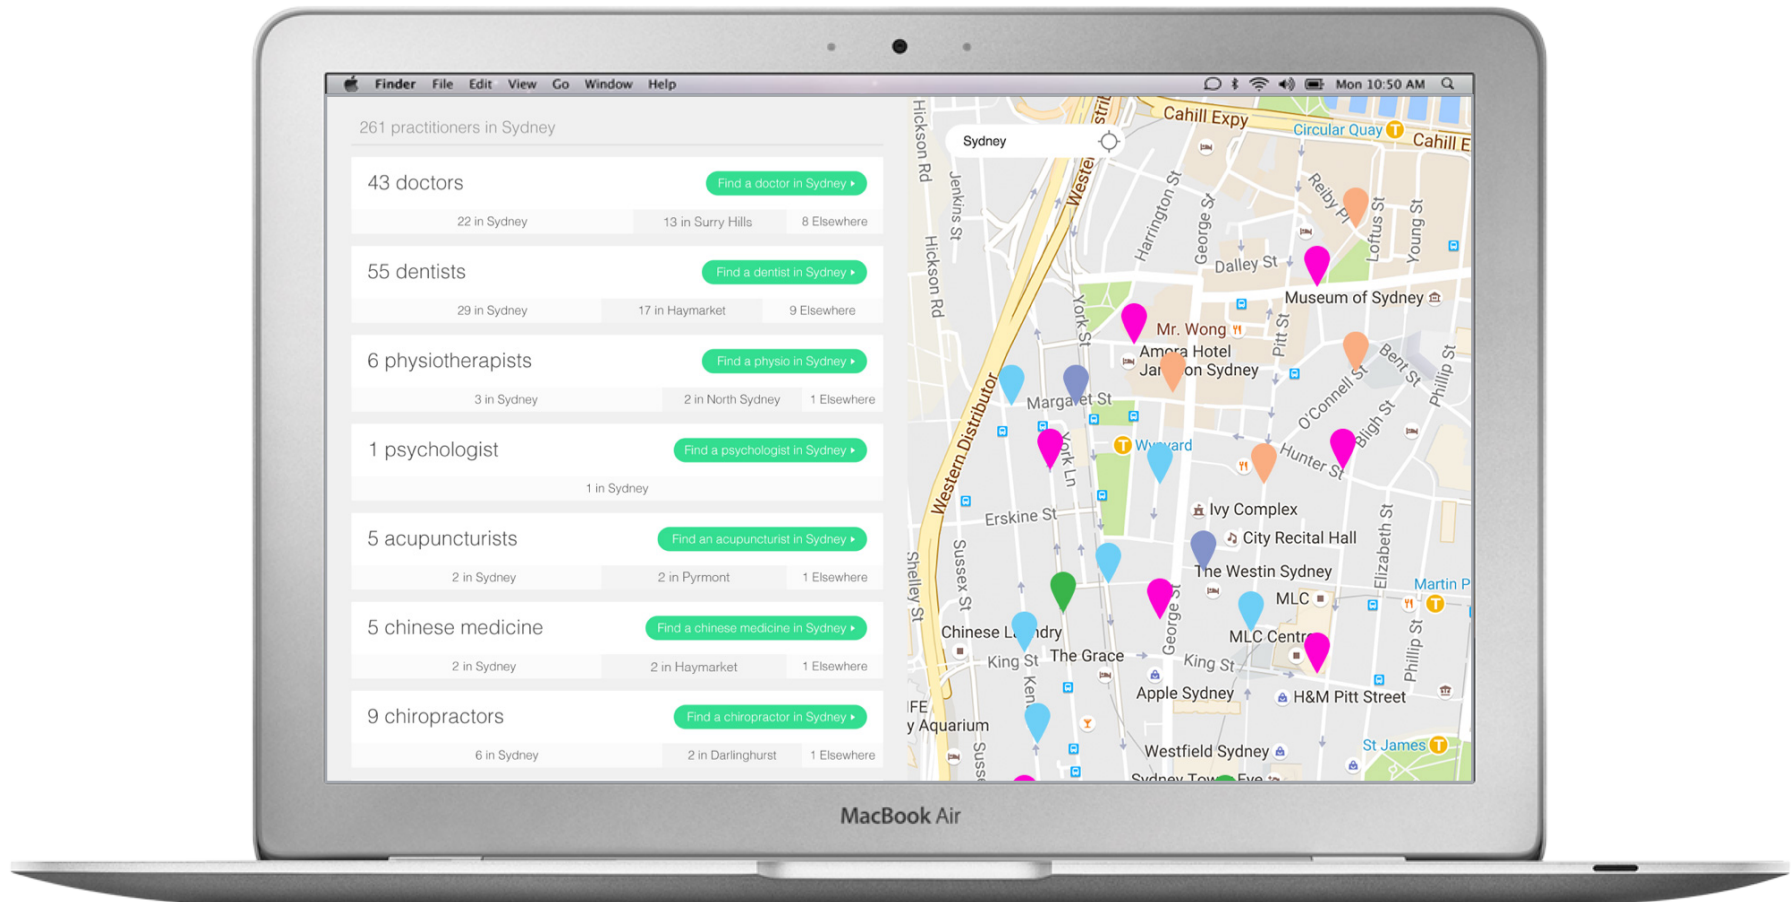 Finder File Edit View Go Window Help
Mon 10:50 AM
261 practitioners in Sydney
43 doctors
Find a doctor in Sydney ▸
22 in Sydney
13 in Surry Hills
8 Elsewhere
55 dentists
Find a dentist in Sydney ▸
29 in Sydney
17 in Haymarket
9 Elsewhere
6 physiotherapists
Find a physio in Sydney ▸
3 in Sydney
2 in North Sydney
1 Elsewhere
1 psychologist
Find a psychologist in Sydney ▸
1 in Sydney
5 acupuncturists
Find an acupuncturist in Sydney ▸
2 in Sydney
2 in Pyrmont
1 Elsewhere
5 chinese medicine
Find a chinese medicine in Sydney ▸
2 in Sydney
2 in Haymarket
1 Elsewhere
9 chiropractors
Find a chiropractor in Sydney ▸
6 in Sydney
2 in Darlinghurst
1 Elsewhere
Sydney
Hickson Rd
Jenkins St
Hickson Rd
Cahill Expy
Circular Quay
T
Cahill E
Harrington St
George St
Reiby Pl
Loftus St
Young St
Dalley St
Museum of Sydney
York St
Mr. Wong
Pitt St
Amora Hotel
Sydney
Bent St
Phillip St
O'Connell St
Margaret St
Bligh St
Western Distributor
York Ln
T
Hunter St
Erskine St
Ivy Complex
City Recital Hall
Elizabeth St
Shelley St
Sussex St
The Westin Sydney
Martin P
MLC
T
George St
Chinese
MLC
King St
The Grace
King St
Phillip St
Apple Sydney
H&M Pitt Street
y Aquarium
Westfield Sydney
St James
T
MacBook Air